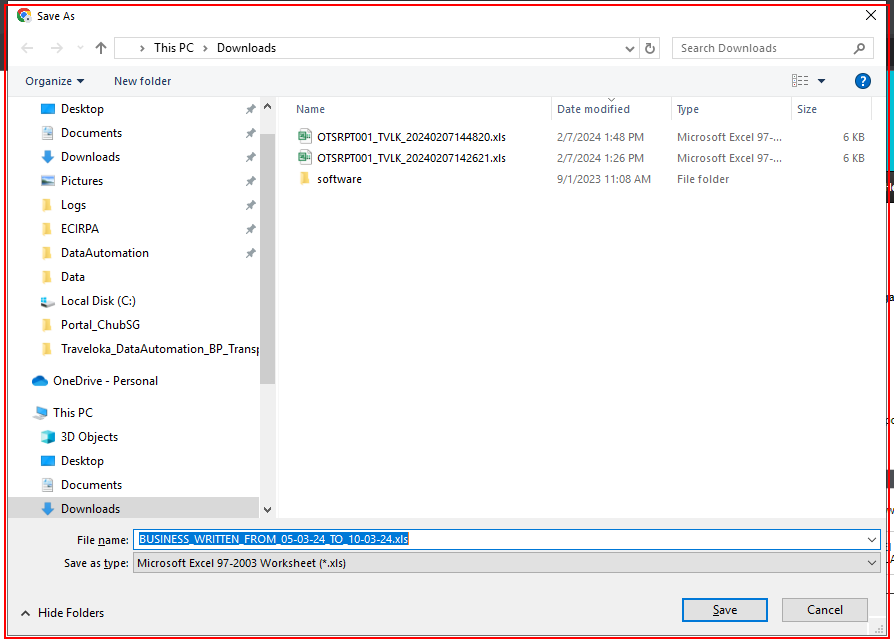 Save As
This PC > Downloads
Search Downloads
Organize
New folder
?
Name
Date modified
Type
Size
OTSRPT001_TVLK_20240207144820.xls 2/7/2024 1:48 PM Microsoft Excel 97-... 6 KB
OTSRPT001_TVLK_20240207142621.xls 2/7/2024 1:26 PM Microsoft Excel 97-... 6 KB
software 9/1/2023 11:08 AM File folder
Desktop
Documents
Downloads
Pictures
Logs
ECIRPA
DataAutomation
Data
Local Disk (C:)
Portal_ChubSG
Traveloka_DataAutomation_BP_Transp
OneDrive - Personal
This PC
3D Objects
Desktop
Documents
Downloads
File name: BUSINESS_WRITTEN_FROM_05-03-24_TO_10-03-24.xls
Save as type: Microsoft Excel 97-2003 Worksheet (*.xls)
Hide Folders
Save
Cancel